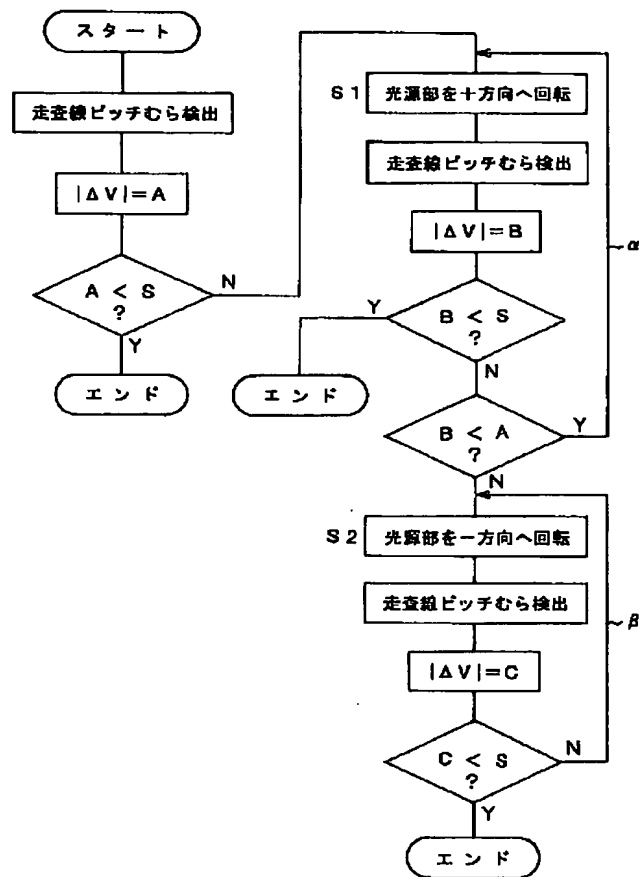 スタート
走査線ピッチむら検出
|ΔV|=A
A < S
?
N
Y
エンド
S1
光源部を+方向へ回転
走査線ピッチむら検出
|ΔV|=B
B < S
?
Y
N
エンド
B < A
?
Y
N
α
S2
光源部を−方向へ回転
走査線ピッチむら検出
|ΔV|=C
C < S
?
N
Y
β
エンド